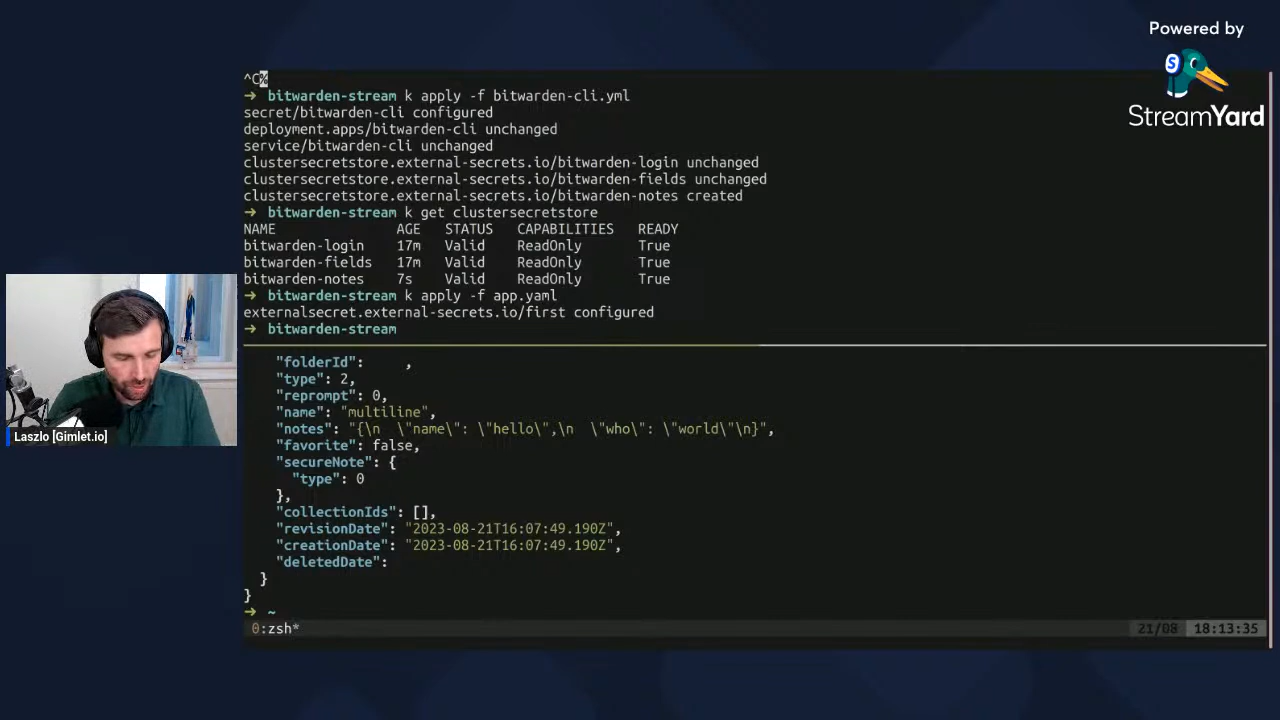 Powered by
S
StreamYard
^C%
→ bitwarden-stream k apply -f bitwarden-cli.yml
secret/bitwarden-cli configured
deployment.apps/bitwarden-cli unchanged
service/bitwarden-cli unchanged
clustersecretstore.external-secrets.io/bitwarden-login unchanged
clustersecretstore.external-secrets.io/bitwarden-fields unchanged
clustersecretstore.external-secrets.io/bitwarden-notes created
→ bitwarden-stream k get clustersecretstore
NAME AGE STATUS CAPABILITIES READY
bitwarden-login 17m Valid ReadOnly True
bitwarden-fields 17m Valid ReadOnly True
bitwarden-notes 7s Valid ReadOnly True
→ bitwarden-stream k apply -f app.yaml
externalsecret.external-secrets.io/first configured
→ bitwarden-stream
"folderId": ,
"type": 2,
"reprompt": 0,
"name": "multiline",
"notes": "{\n \"name\": \"hello\",\n \"who\": \"world\"\n}",
"favorite": false,
"secureNote": {
"type": 0
},
"collectionIds": [],
"revisionDate": "2023-08-21T16:07:49.190Z",
"creationDate": "2023-08-21T16:07:49.190Z",
"deletedDate":
}
}
→ ~
0:zsh* 21/08 18:13:35
Laszlo [Gimlet.io]